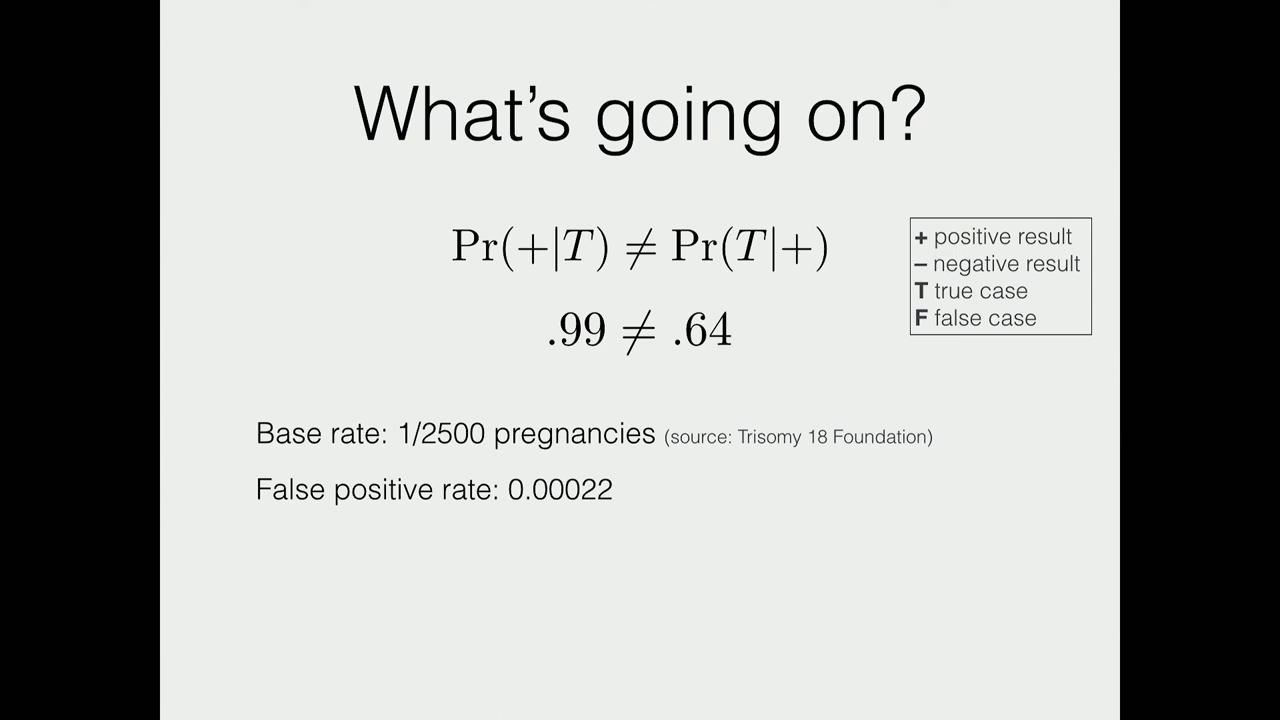 What’s going on?
Pr(+|T) ≠ Pr(T|+)
.99 ≠ .64
+ positive result
– negative result
T true case
F false case
Base rate: 1/2500 pregnancies (source: Trisomy 18 Foundation)
False positive rate: 0.00022